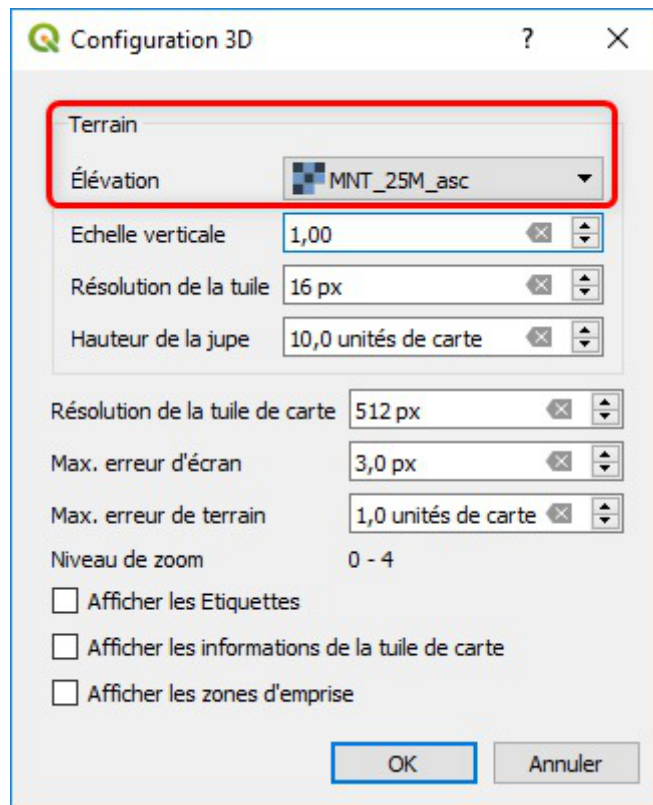 Configuration 3D
Terrain
Élévation MNT_25M_asc
Echelle verticale 1,00
Résolution de la tuile 16 px
Hauteur de la jupe 10,0 unités de carte
Résolution de la tuile de carte 512 px
Max. erreur d'écran 3,0 px
Max. erreur de terrain 1,0 unités de carte
Niveau de zoom 0 - 4
Afficher les Etiquettes
Afficher les informations de la tuile de carte
Afficher les zones d'emprise
OK Annuler